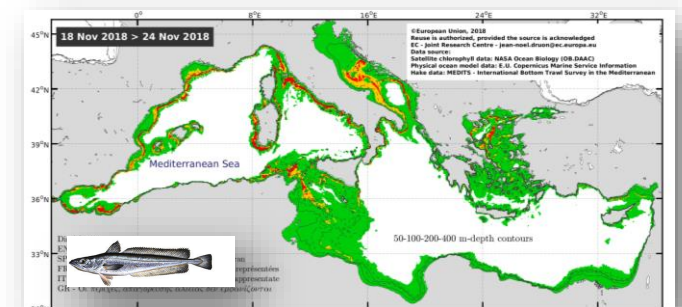 0° 8°E 16°E 24°E 32°E
45°N
18 Nov 2018 > 24 Nov 2018
©European Union, 2018
Reuse is authorized, provided the source is acknowledged
EC - Joint Research Centre - jean-noel.druon@ec.europa.eu
Data source:
Satellite chlorophyll data: NASA Ocean Biology (OB.DAAC)
Physical ocean model data: E.U. Copernicus Marine Service Information
Hake data: MEDITS - International Bottom Trawl Survey in the Mediterranean
42°N
39°N
Mediterranean Sea
36°N
50-100-200-400 m-depth contours
33°N